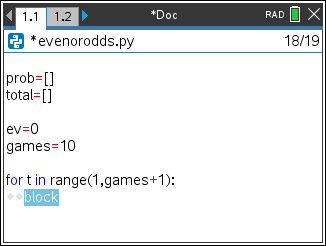 1.1 1.2 *Doc RAD
*evenorodds.py 18/19
prob=[]
total=[]
ev=0
games=10
for t in range(1,games+1):
block